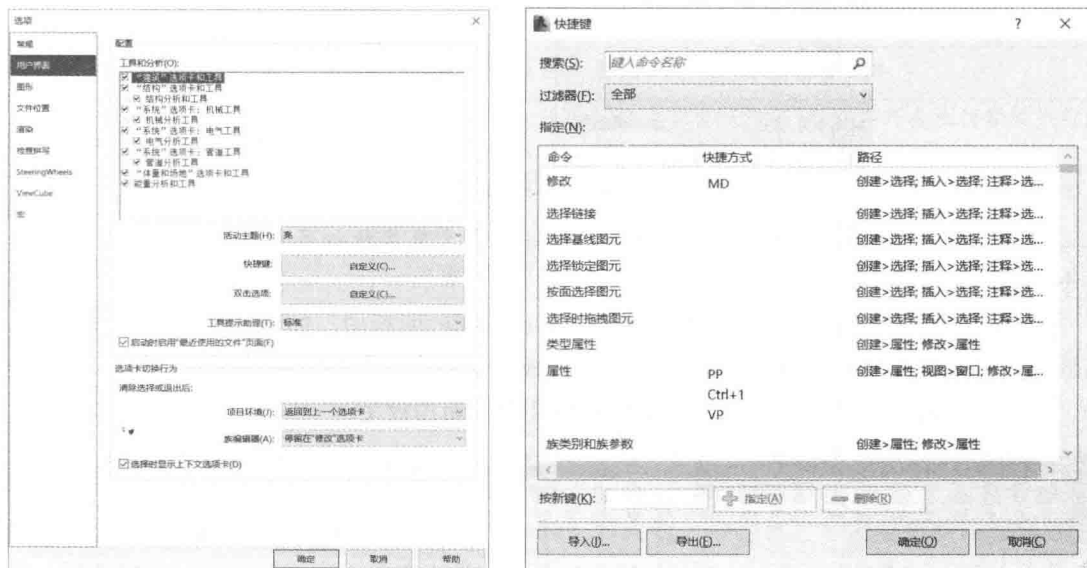 选项
常规
用户界面
图形
文件位置
渲染
检查拼写
SteeringWheels
ViewCube
宏
配置
工具和分析(O):
“建筑”选项卡和工具
“结构”选项卡和工具
结构分析和工具
“系统”选项卡: 机械工具
机械分析工具
“系统”选项卡: 电气工具
电气分析工具
“系统”选项卡: 管道工具
管道分析工具
“体量和场地”选项卡和工具
能量分析和工具
活动主题(H): 亮
快捷键: 自定义(C)...
双击选项: 自定义(C)...
工具提示助理(T): 标准
启动时启用“最近使用的文件”页面(F)
选项卡切换行为
清除选择或退出后:
项目环境(J): 返回到上一个选项卡
族编辑器(A): 停留在“修改”选项卡
选择时显示上下文选项卡(D)
确定 取消 帮助
快捷键 ? ×
搜索(S): 键入命令名称
过滤器(F): 全部
指定(N):
命令 快捷方式 路径
修改 MD 创建>选择; 插入>选择; 注释>选...
选择链接 创建>选择; 插入>选择; 注释>选...
选择基线图元 创建>选择; 插入>选择; 注释>选...
选择锁定图元 创建>选择; 插入>选择; 注释>选...
按面选择图元 创建>选择; 插入>选择; 注释>选...
选择时拖拽图元 创建>选择; 插入>选择; 注释>选...
类型属性 创建>属性; 修改>属性
属性 PP 创建>属性; 视图>窗口; 修改>属...
Ctrl+1
VP
族类别和族参数 创建>属性; 修改>属性
按新键(K): 指定(A) 删除(R)
导入(I)... 导出(E)... 确定(O) 取消(C)